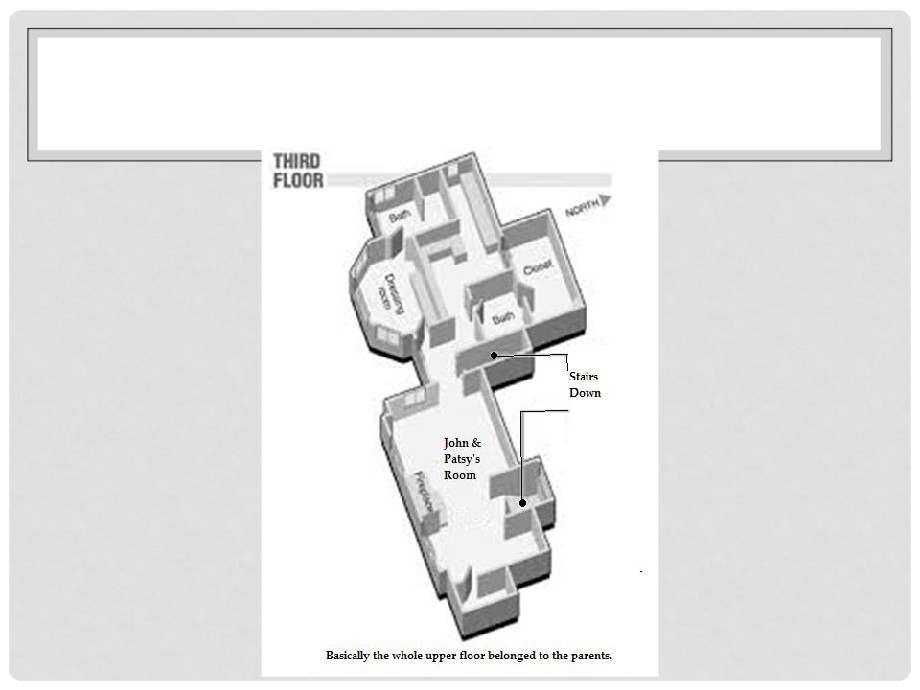 THIRD
FLOOR
NORTH
Bath
Closet
Dressing
room
Bath
Stairs
Down
John &
Patsy's
Room
Fireplace
Basically the whole upper floor belonged to the parents.